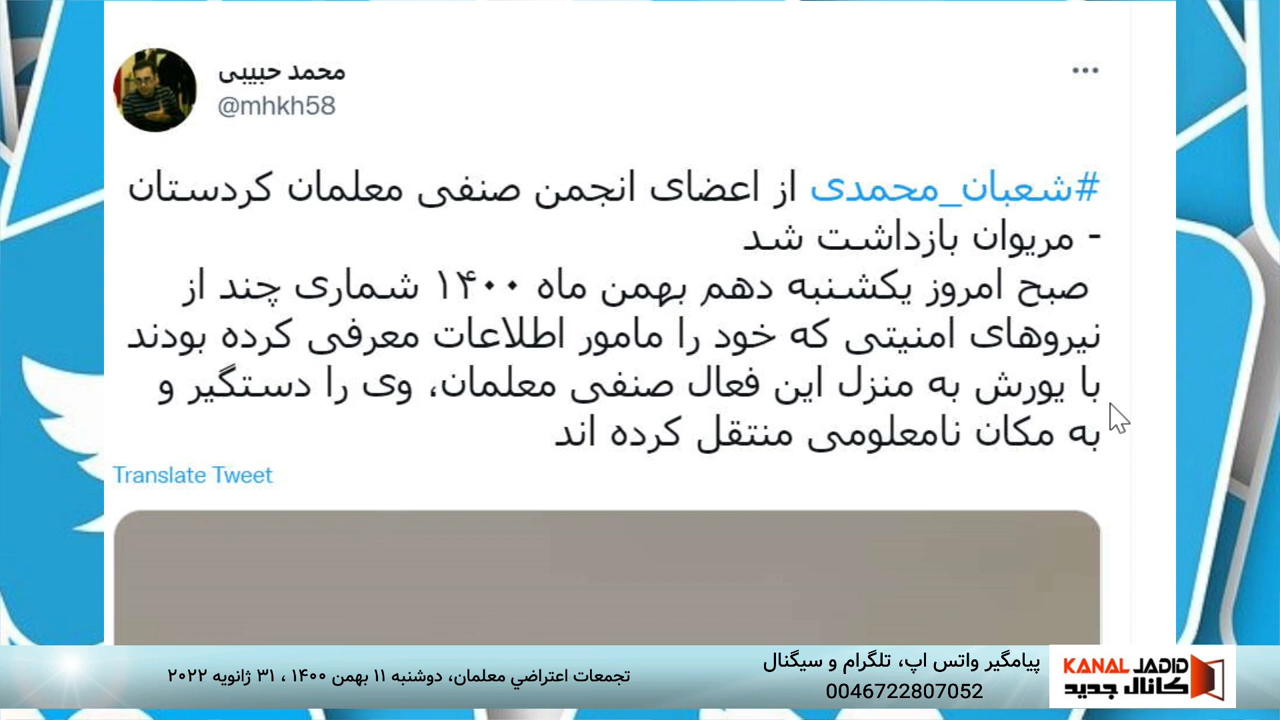 محمد حبیبی
@mhkh58
#شعبان_محمدی از اعضای انجمن صنفی معلمان کردستان
- مریوان بازداشت شد
صبح امروز یکشنبه دهم بهمن ماه ۱۴۰۰ شماری چند از
نیروهای امنیتی که خود را مامور اطلاعات معرفی کرده بودند
با یورش به منزل این فعال صنفی معلمان، وی را دستگیر و
به مکان نامعلومی منتقل کرده اند
Translate Tweet
پیامگیر واتس اپ، تلگرام و سیگنال
0046722807052
تجمعات اعتراضي معلمان، دوشنبه ۱۱ بهمن ۱۴۰۰ ، ۳۱ ژانویه ۲۰۲۲
KANAL JADID
کانال جدید